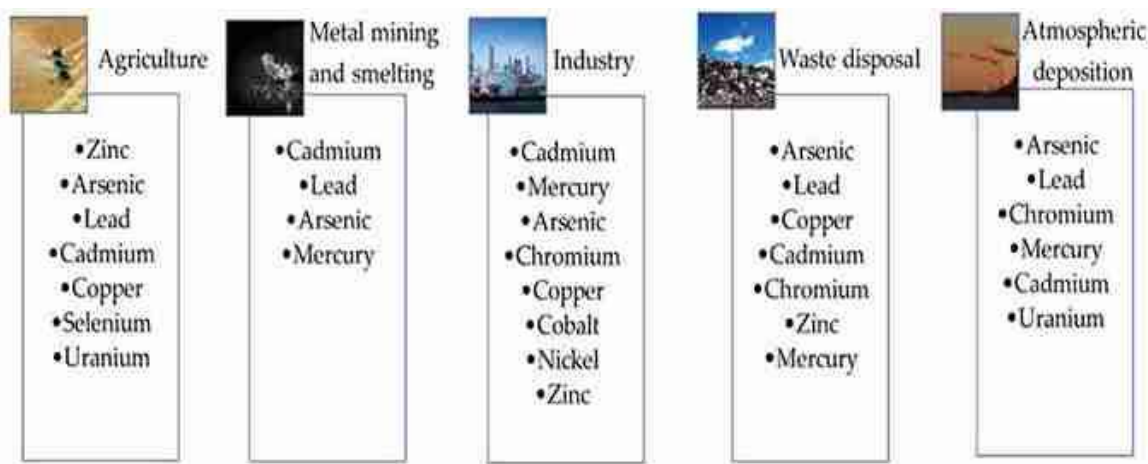 Agriculture
•Zinc
•Arsenic
•Lead
•Cadmium
•Copper
•Selenium
•Uranium
Metal mining
and smelting
•Cadmium
•Lead
•Arsenic
•Mercury
Industry
•Cadmium
•Mercury
•Arsenic
•Chromium
•Copper
•Cobalt
•Nickel
•Zinc
Waste disposal
•Arsenic
•Lead
•Copper
•Cadmium
•Chromium
•Zinc
•Mercury
Atmospheric
deposition
•Arsenic
•Lead
•Chromium
•Mercury
•Cadmium
•Uranium